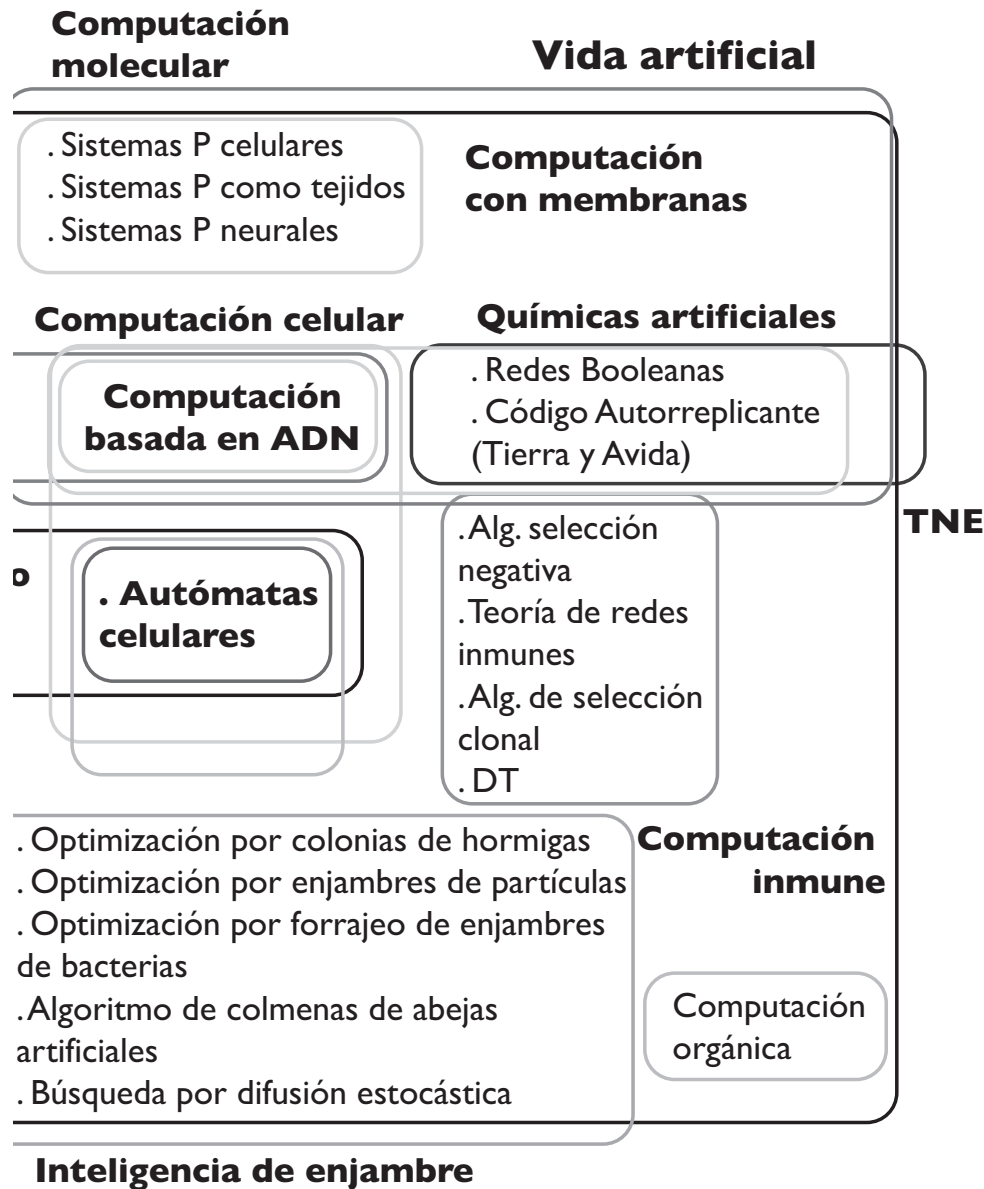 Computación
molecular
Vida artificial
. Sistemas P celulares
. Sistemas P como tejidos
. Sistemas P neurales
Computación
con membranas
Computación celular
Químicas artificiales
Computación
basada en ADN
. Redes Booleanas
. Código Autorreplicante
(Tierra y Avida)
TNE
o
. Autómatas
celulares
. Alg. selección
negativa
. Teoría de redes
inmunes
. Alg. de selección
clonal
. DT
. Optimización por colonias de hormigas
. Optimización por enjambres de partículas
. Optimización por forrajeo de enjambres
de bacterias
. Algoritmo de colmenas de abejas
artificiales
. Búsqueda por difusión estocástica
Computación
inmune
Computación
orgánica
Inteligencia de enjambre